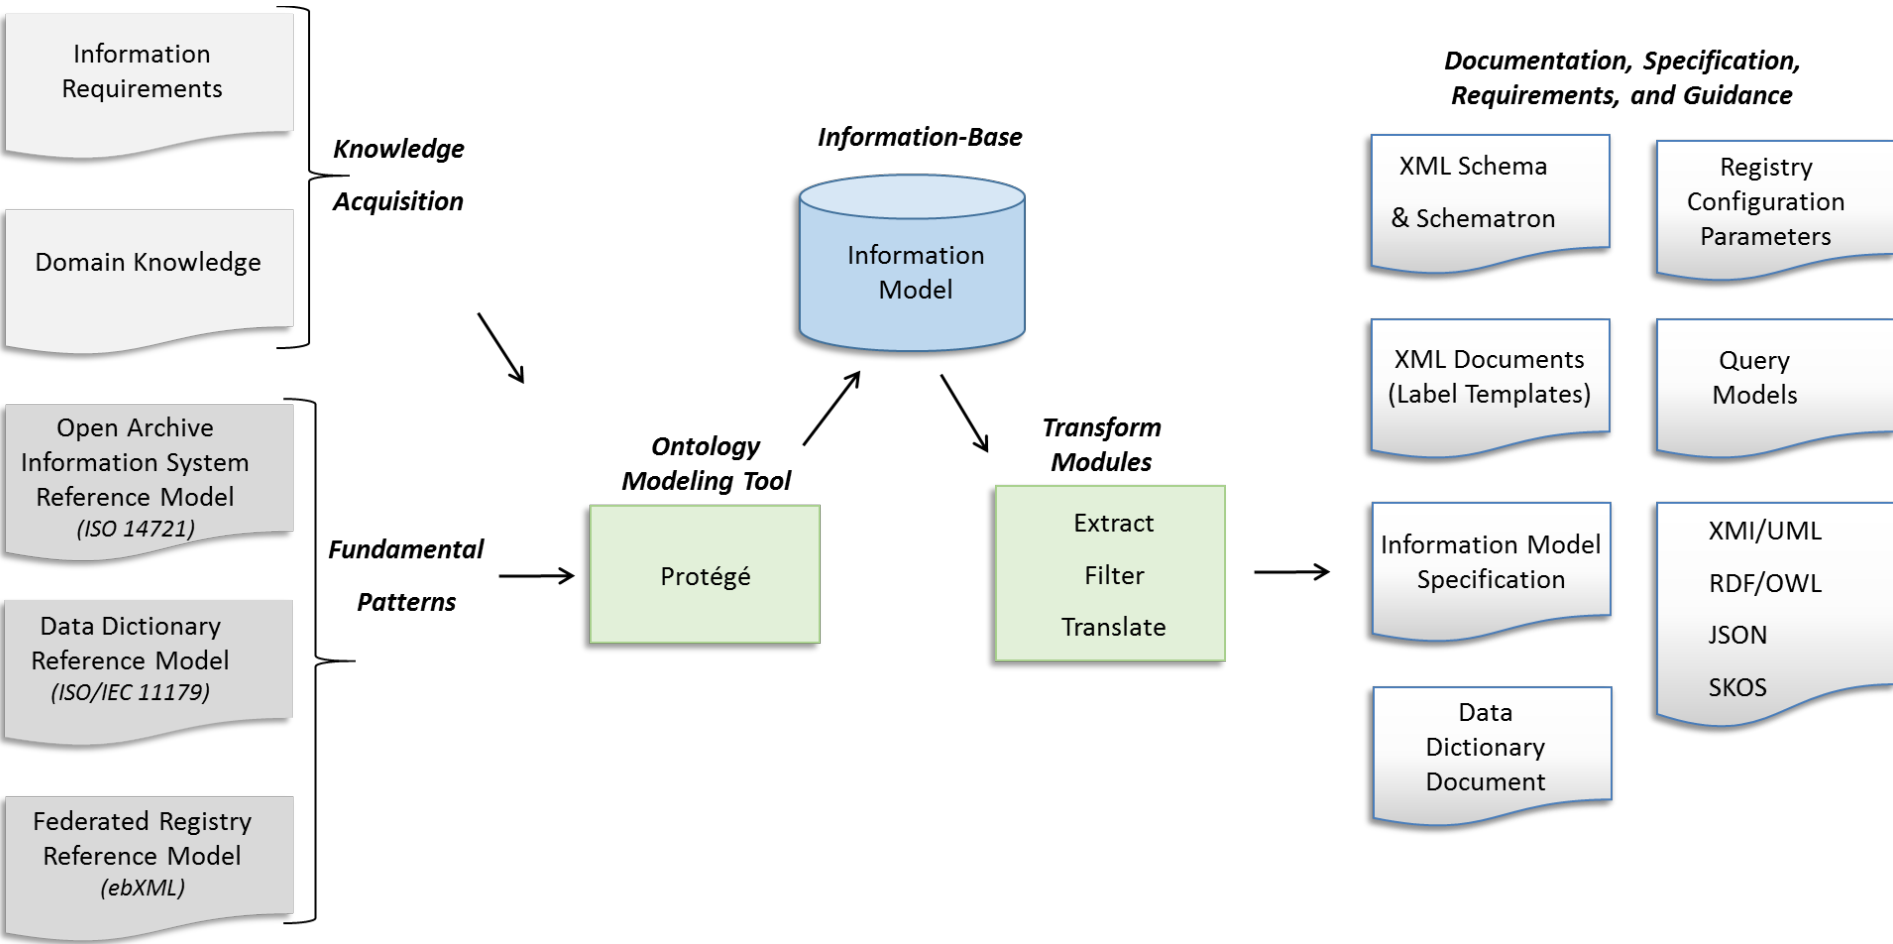 Information
Requirements
Domain Knowledge
Knowledge
Acquisition
Open Archive
Information System
Reference Model
(ISO 14721)
Data Dictionary
Reference Model
(ISO/IEC 11179)
Federated Registry
Reference Model
(ebXML)
Fundamental
Patterns
Ontology
Modeling Tool
Protégé
Information-Base
Information
Model
Transform
Modules
Extract
Filter
Translate
Documentation, Specification,
Requirements, and Guidance
XML Schema
& Schematron
Registry
Configuration
Parameters
XML Documents
(Label Templates)
Query
Models
Information Model
Specification
XMI/UML
RDF/OWL
JSON
SKOS
Data
Dictionary
Document